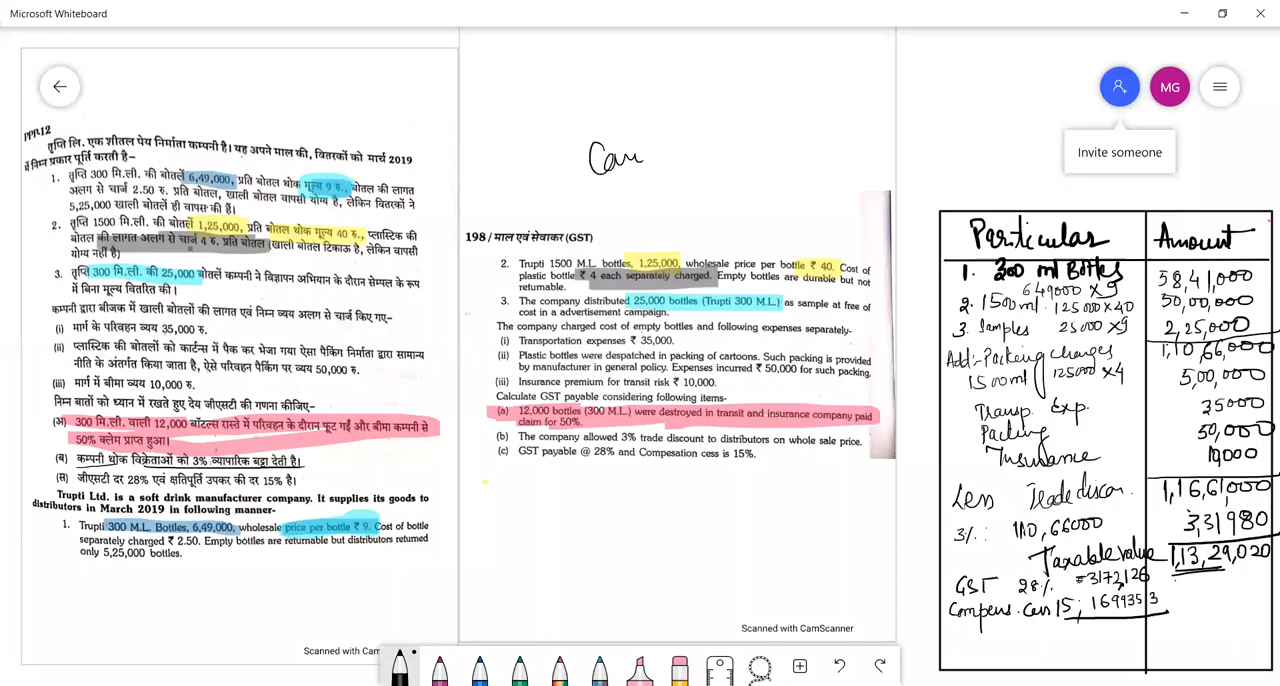 Microsoft Whiteboard
MG
Invite someone
PPP-12
तृप्ति लि. एक शीतल पेय निर्माता कम्पनी है। यह अपने माल की, वितरकों को मार्च 2019
में निम्न प्रकार पूर्ति करती है-
1. तृप्ति 300 मि.ली. की बोतलें 6,49,000, प्रति बोतल थोक मूल्य 9 रु., बोतल की लागत
अलग से चार्ज 2.50 रु. प्रति बोतल, खाली बोतल वापसी योग्य है, लेकिन वितरकों ने
5,25,000 खाली बोतलें ही वापस की हैं।
2. तृप्ति 1500 मि.ली. की बोतलें 1,25,000, प्रति बोतल थोक मूल्य 40 रु., प्लास्टिक की
बोतल की लागत अलग से चार्ज 4 रु. प्रति बोतल (खाली बोतल टिकाऊ है, लेकिन वापसी
योग्य नहीं है)
3. तृप्ति 300 मि.ली. की 25,000 बोतलें कम्पनी ने विज्ञापन अभियान के दौरान सेम्पल के रूप
में बिना मूल्य वितरित की।
कम्पनी द्वारा बीजक में खाली बोतलों की लागत एवं निम्न व्यय अलग से चार्ज किए गए-
(i) मार्ग के परिवहन व्यय 35,000 रु.
(ii) प्लास्टिक की बोतलों को कार्टन्स में पैक कर भेजा गया ऐसा पैकिंग निर्माता द्वारा सामान्य
नीति के अंतर्गत किया जाता है, ऐसे परिवहन पैकिंग पर व्यय 50,000 रु.
(iii) मार्ग में बीमा व्यय 10,000 रु.
निम्न बातों को ध्यान में रखते हुए देय जीएसटी की गणना कीजिए-
(अ) 300 मि.ली. वाली 12,000 बॉटल्स रास्ते में परिवहन के दौरान फूट गईं और बीमा कम्पनी से
50% क्लेम प्राप्त हुआ।
(ब) कम्पनी थोक विक्रेताओं को 3% व्यापारिक बट्टा देती है।
(स) जीएसटी दर 28% एवं क्षतिपूर्ति उपकर की दर 15% है।
Trupti Ltd. is a soft drink manufacturer company. It supplies its goods to
distributors in March 2019 in following manner-
1. Trupti 300 M.L. Bottles, 6,49,000, wholesale price per bottle ₹ 9. Cost of bottle
separately charged ₹ 2.50. Empty bottles are returnable but distributors returned
only 5,25,000 bottles.
Scanned with Cam
198/माल एवं सेवाकर (GST)
2. Trupti 1500 M.L. bottles, 1,25,000, wholesale price per bottle ₹ 40. Cost of
plastic bottle ₹ 4 each separately charged. Empty bottles are durable but not
returnable.
3. The company distributed 25,000 bottles (Trupti 300 M.L.) as sample at free of
cost in a advertisement campaign.
The company charged cost of empty bottles and following expenses separately-
(i) Transportation expenses ₹ 35,000.
(ii) Plastic bottles were despatched in packing of cartoons. Such packing is provided
by manufacturer in general policy. Expenses incurred ₹ 50,000 for such packing.
(iii) Insurance premium for transit risk ₹ 10,000.
Calculate GST payable considering following items-
(a) 12,000 bottles (300 M.L.) were destroyed in transit and insurance company paid
claim for 50%.
(b) The company allowed 3% trade discount to distributors on whole sale price.
(c) GST payable @ 28% and Compesation cess is 15%.
Scanned with CamScanner
Particular Amount
1. 300 ml Bottles 58,41,000
649000 × 9
2. 1500 ml. 125000 × 40 50,00,000
3. Samples 25000 × 9 2,25,000
Add:- Packing charges 1,10,66,000
1500 ml 125000 × 4 5,00,000
Transp. Exp. 35000
Packing 50,000
Insurance 10,000
Less Trade discon. 1,16,61,000
3%: 110,66000 3,31980
Taxable value 1,13,29,020
GST 28% =3172126
Compens. Cess 15% 1699353